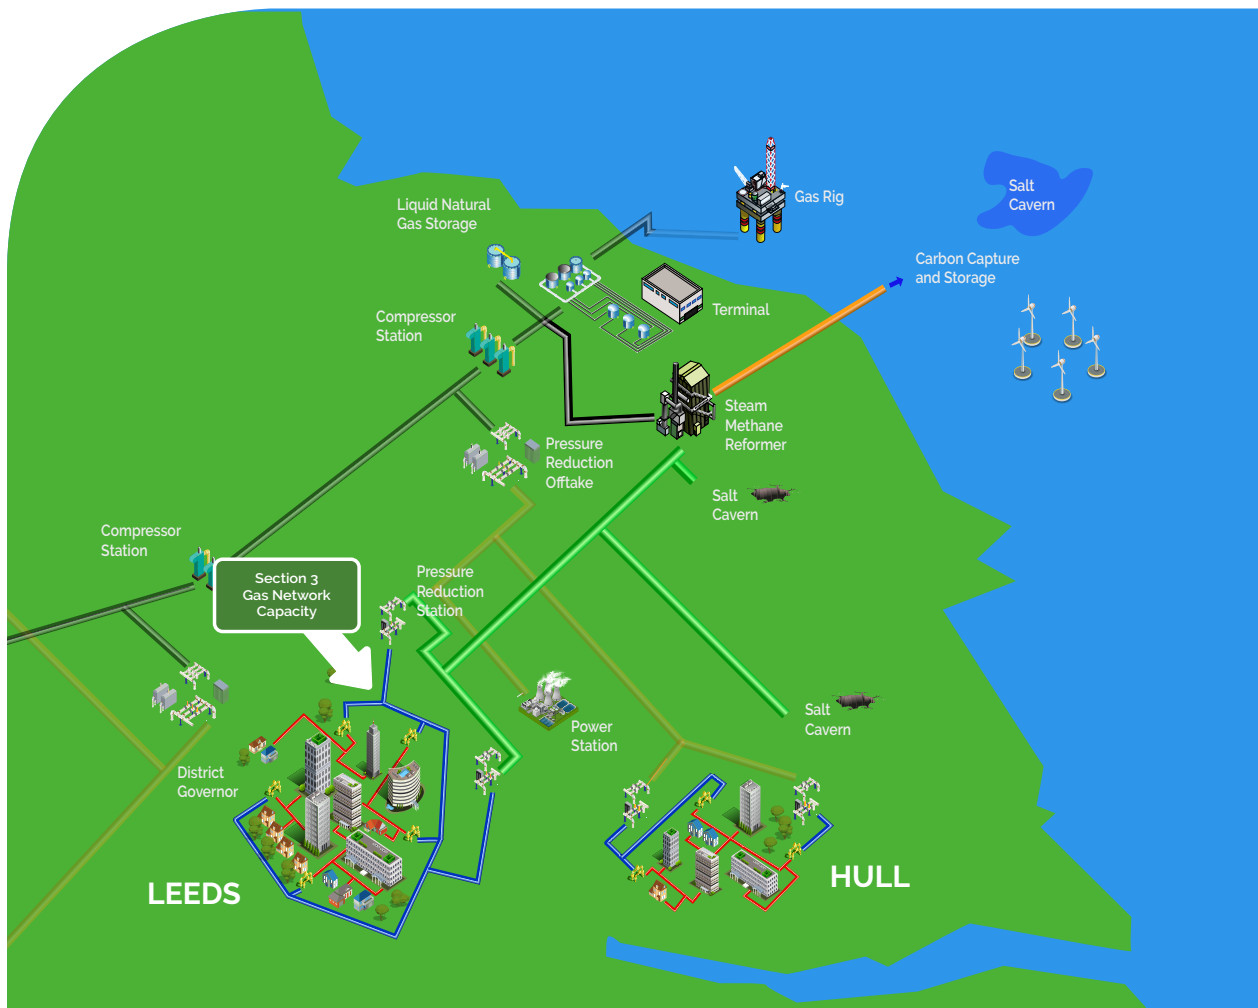 Salt
Cavern
Gas Rig
Liquid Natural
Gas Storage
Carbon Capture
and Storage
Terminal
Compressor
Station
Steam
Methane
Reformer
Pressure
Reduction
Offtake
Salt
Cavern
Compressor
Station
Section 3
Gas Network
Capacity
Pressure
Reduction
Station
Salt
Cavern
Power
Station
District
Governor
LEEDS
HULL